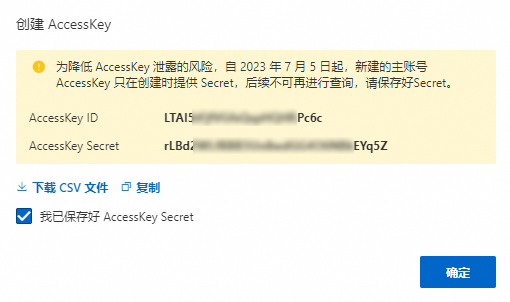 创建 AccessKey
为降低 AccessKey 泄露的风险，自 2023 年 7 月 5 日起，新建的主账号
AccessKey 只在创建时提供 Secret，后续不可再进行查询，请保存好Secret。
AccessKey ID LTAI5 Pc6c
AccessKey Secret rLBd2 EYq5Z
下载 CSV 文件 复制
我已保存好 AccessKey Secret
确定